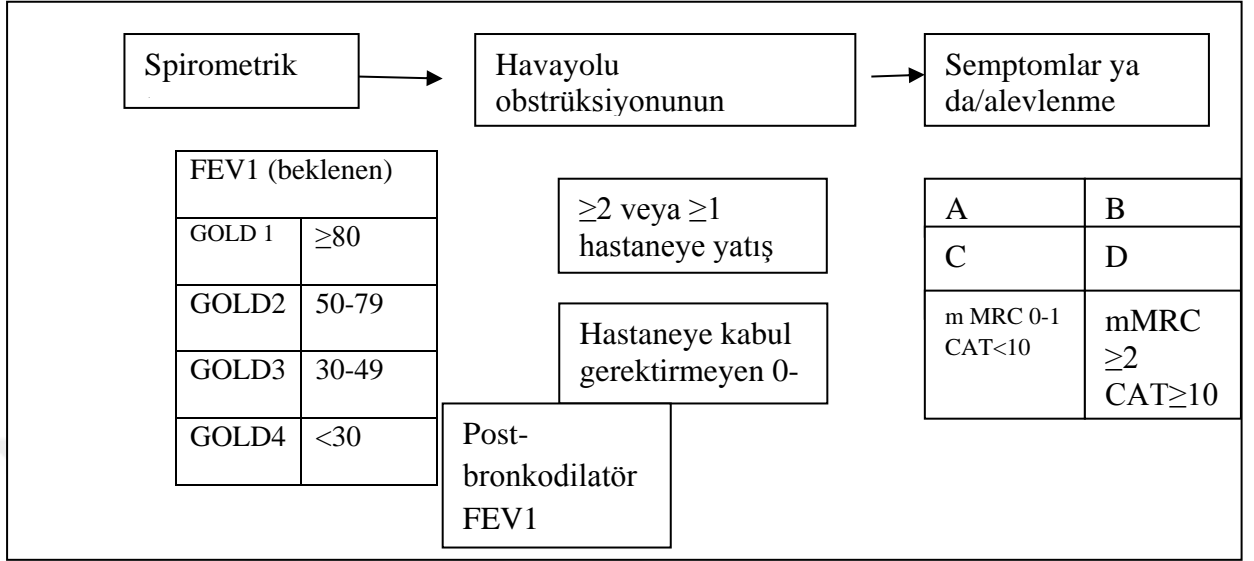 Spirometrik
Havayolu
obstrüksiyonunun
Semptomlar ya
da/alevlenme
FEV1 (beklenen)
GOLD 1 ≥80
GOLD2 50-79
GOLD3 30-49
GOLD4 <30
≥2 veya ≥1
hastaneye yatış
Hastaneye kabul
gerektirmeyen 0-
Post-
bronkodilatör
FEV1
A B
C D
m MRC 0-1
CAT<10
mMRC
≥2
CAT≥10